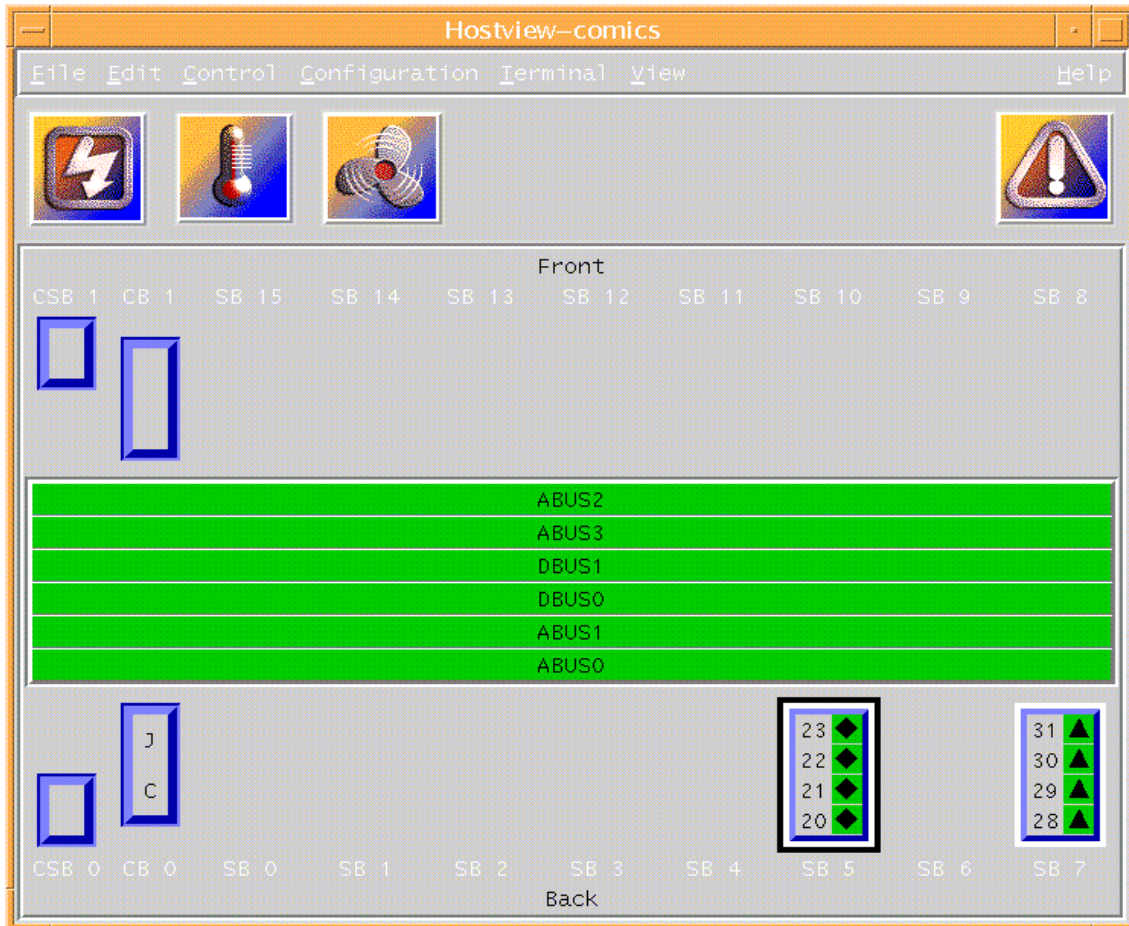 Hostview—comics
File Edit Control Configuration Terminal View Help
Front
CSB 1 CB 1 SB 15 SB 14 SB 13 SB 12 SB 11 SB 10 SB 9 SB 8
ABUS2
ABUS3
DBUS1
DBUS0
ABUS1
ABUS0
J
C
23
22
21
20
31
30
29
28
CSB 0 CB 0 SB 0 SB 1 SB 2 SB 3 SB 4 SB 5 SB 6 SB 7
Back